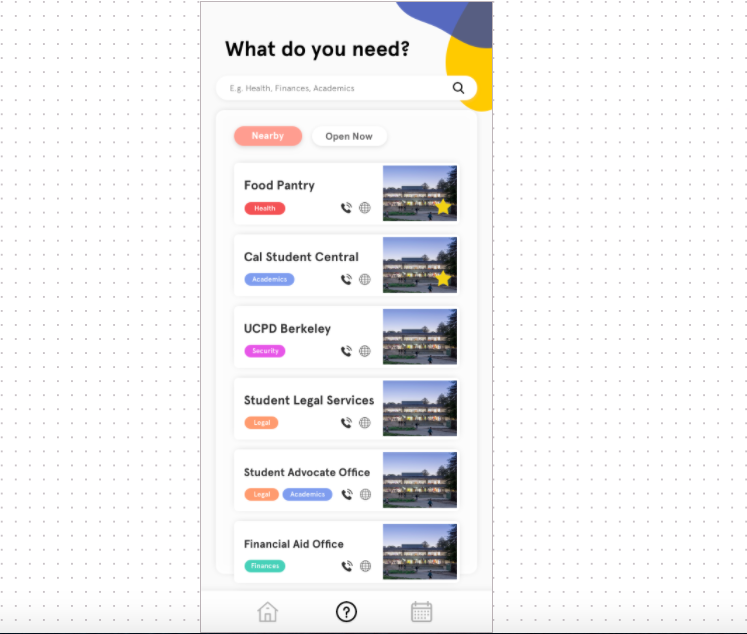 What do you need?
E.g. Health, Finances, Academics
Nearby Open Now
Food Pantry
Health
Cal Student Central
Academics
UCPD Berkeley
Security
Student Legal Services
Legal
Student Advocate Office
Legal Academics
Financial Aid Office
Finances
?